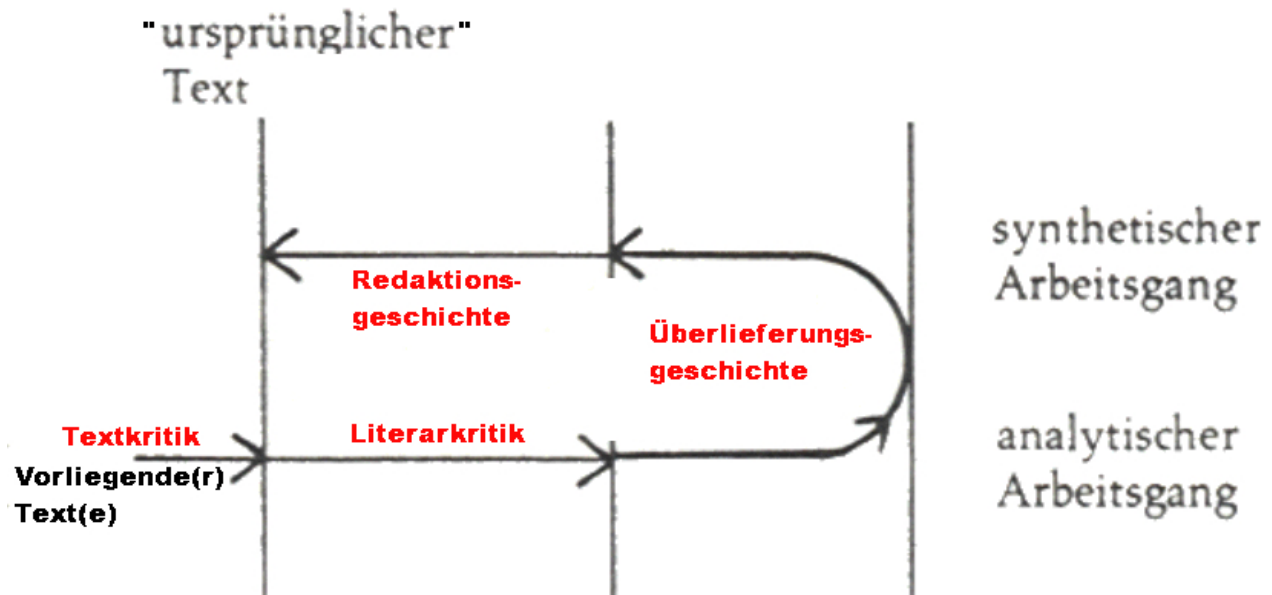 "ursprünglicher"
Text
synthetischer
Arbeitsgang
Redaktions-
geschichte
Überlieferungs-
geschichte
Textkritik
Literarkritik
analytischer
Arbeitsgang
Vorliegende(r)
Text(e)